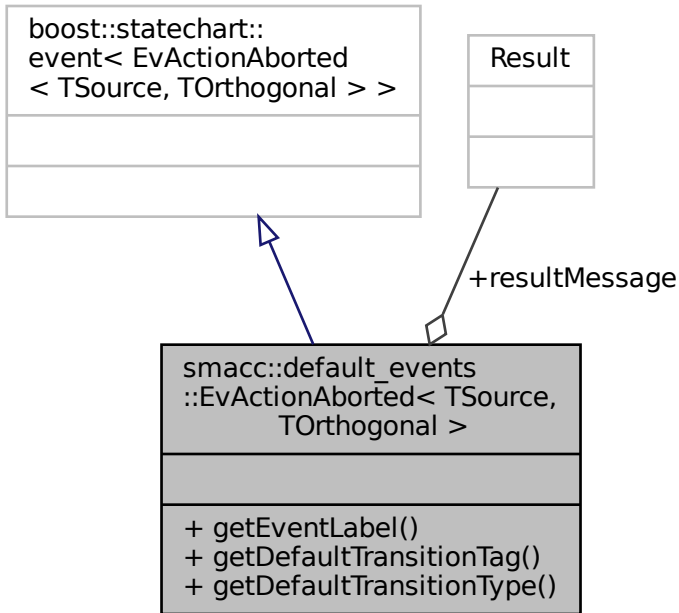 boost::statechart::
event< EvActionAborted
< TSource, TOrthogonal > >
Result
+resultMessage
smacc::default_events
::EvActionAborted< TSource,
TOrthogonal >
+ getEventLabel()
+ getDefaultTransitionTag()
+ getDefaultTransitionType()